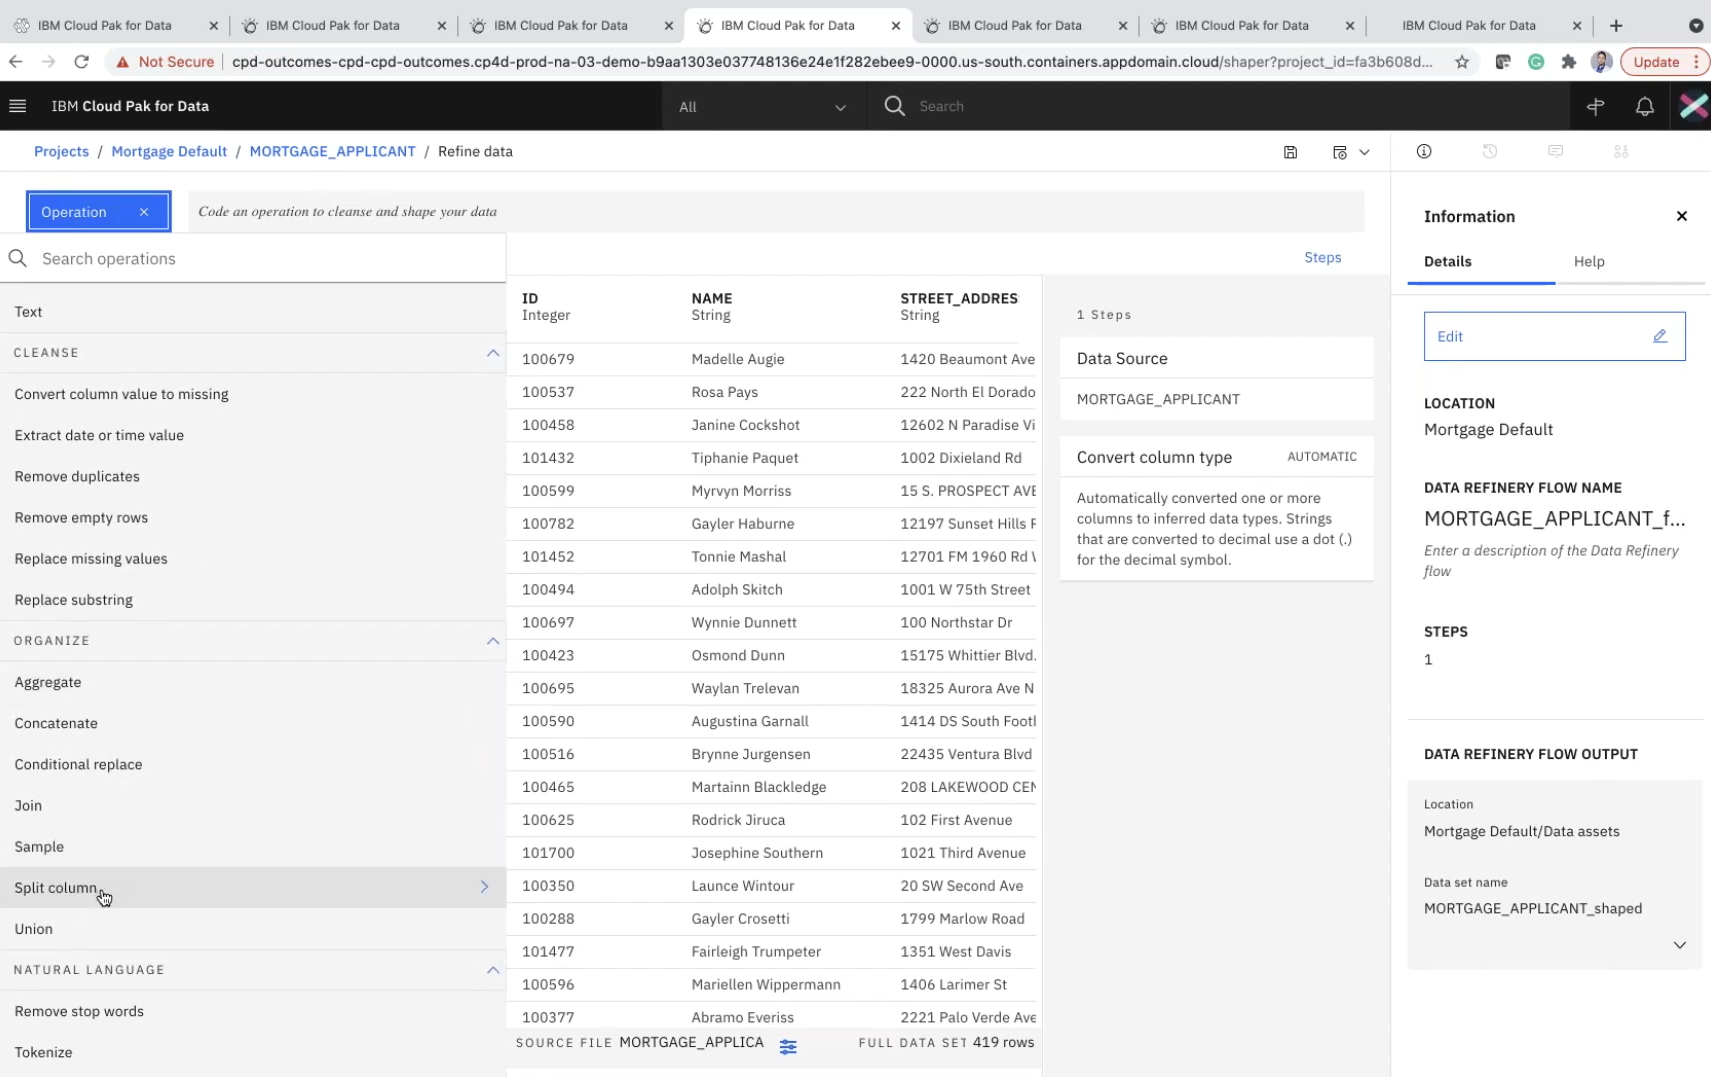 IBM Cloud Pak for Data
IBM Cloud Pak for Data
IBM Cloud Pak for Data
IBM Cloud Pak for Data
IBM Cloud Pak for Data
IBM Cloud Pak for Data
IBM Cloud Pak for Data
Not Secure cpd-outcomes-cpd-cpd-outcomes.cp4d-prod-na-03-demo-b9aa1303e037748136e24e1f282ebee9-0000.us-south.containers.appdomain.cloud/shaper?project_id=fa3b608d... Update
IBM Cloud Pak for Data All Search
Projects / Mortgage Default / MORTGAGE_APPLICANT / Refine data
Operation Code an operation to cleanse and shape your data
Search operations
Text
CLEANSE
Convert column value to missing
Extract date or time value
Remove duplicates
Remove empty rows
Replace missing values
Replace substring
ORGANIZE
Aggregate
Concatenate
Conditional replace
Join
Sample
Split column
Union
NATURAL LANGUAGE
Remove stop words
Tokenize
Steps
ID NAME STREET_ADDRES
Integer String String
100679 Madelle Augie 1420 Beaumont Ave
100537 Rosa Pays 222 North El Dorado
100458 Janine Cockshot 12602 N Paradise Vi
101432 Tiphanie Paquet 1002 Dixieland Rd
100599 Myrvyn Morriss 15 S. PROSPECT AVE
100782 Gayler Haburne 12197 Sunset Hills R
101452 Tonnie Mashal 12701 FM 1960 Rd W
100494 Adolph Skitch 1001 W 75th Street
100697 Wynnie Dunnett 100 Northstar Dr
100423 Osmond Dunn 15175 Whittier Blvd.
100695 Waylan Trelevan 18325 Aurora Ave N
100590 Augustina Garnall 1414 DS South Foot
100516 Brynne Jurgensen 22435 Ventura Blvd
100465 Martainn Blackledge 208 LAKEWOOD CEN
100625 Rodrick Jiruca 102 First Avenue
101700 Josephine Southern 1021 Third Avenue
100350 Launce Wintour 20 SW Second Ave
100288 Gayler Crosetti 1799 Marlow Road
101477 Fairleigh Trumpeter 1351 West Davis
100596 Mariellen Wippermann 1406 Larimer St
100377 Abramo Everiss 2221 Palo Verde Ave
SOURCE FILE MORTGAGE_APPLICA FULL DATA SET 419 rows
1 Steps
Data Source
MORTGAGE_APPLICANT
Convert column type AUTOMATIC
Automatically converted one or more
columns to inferred data types. Strings
that are converted to decimal use a dot (.)
for the decimal symbol.
Information
Details Help
Edit
LOCATION
Mortgage Default
DATA REFINERY FLOW NAME
MORTGAGE_APPLICANT_f...
Enter a description of the Data Refinery
flow
STEPS
1
DATA REFINERY FLOW OUTPUT
Location
Mortgage Default/Data assets
Data set name
MORTGAGE_APPLICANT_shaped